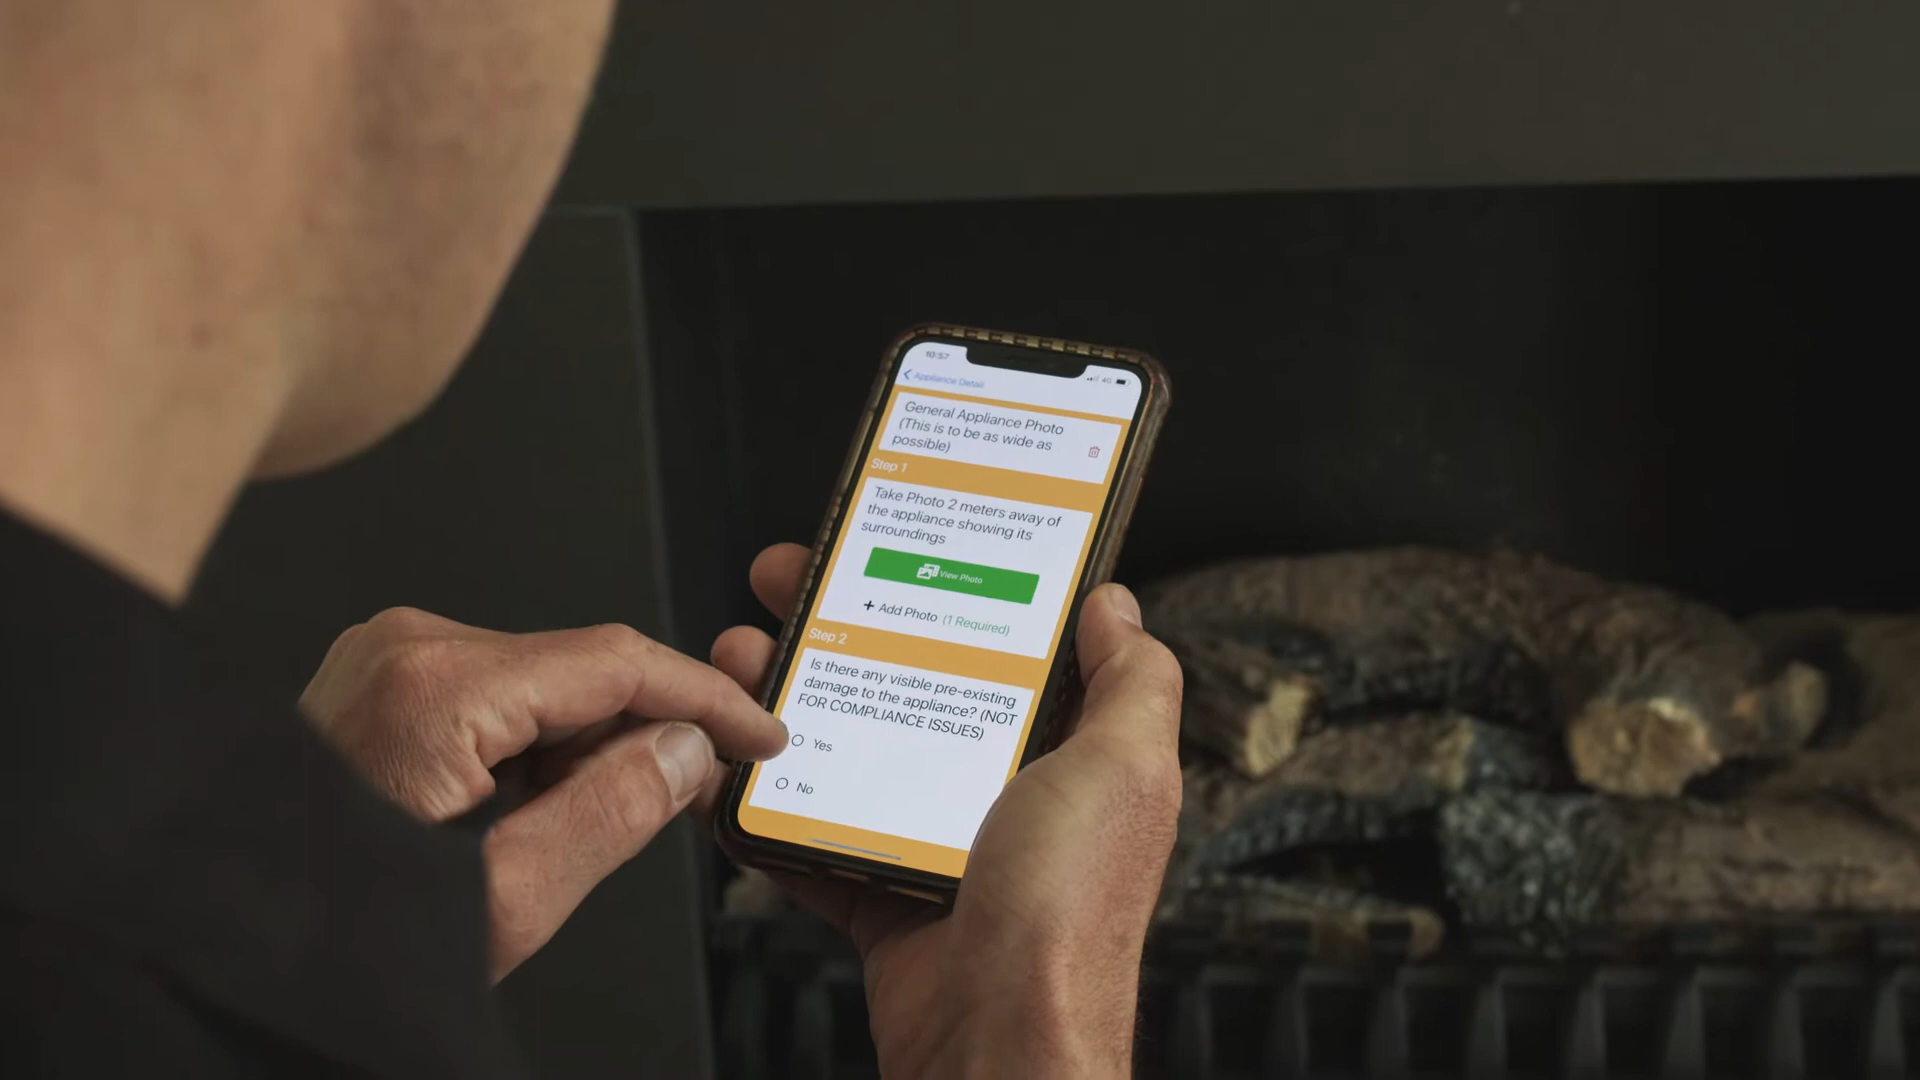 10:57
4G
Appliance Detail
General Appliance Photo
(This is to be as wide as
possible)
Step 1
Take Photo 2 meters away of
the appliance showing its
surroundings
View Photo
+ Add Photo (1 Required)
Step 2
Is there any visible pre-existing
damage to the appliance? (NOT
FOR COMPLIANCE ISSUES)
Yes
No